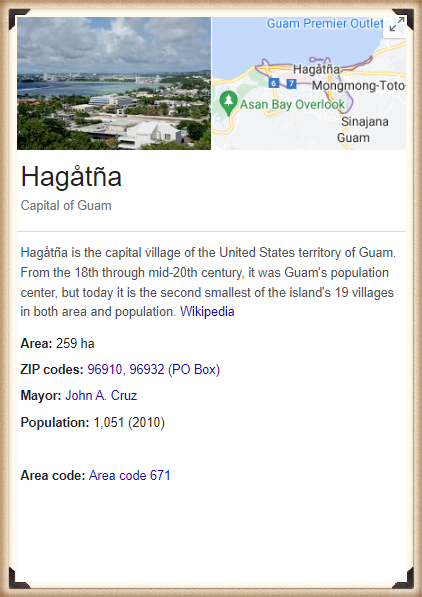 Guam Premier Outlet
Hagåtña
6 7
Mongmong-Toto
Asan Bay Overlook
Sinajana
Guam
Hagåtña
Capital of Guam
Hagåtña is the capital village of the United States territory of Guam.
From the 18th through mid-20th century, it was Guam's population
center, but today it is the second smallest of the island's 19 villages
in both area and population. Wikipedia
Area: 259 ha
ZIP codes: 96910, 96932 (PO Box)
Mayor: John A. Cruz
Population: 1,051 (2010)
Area code: Area code 671